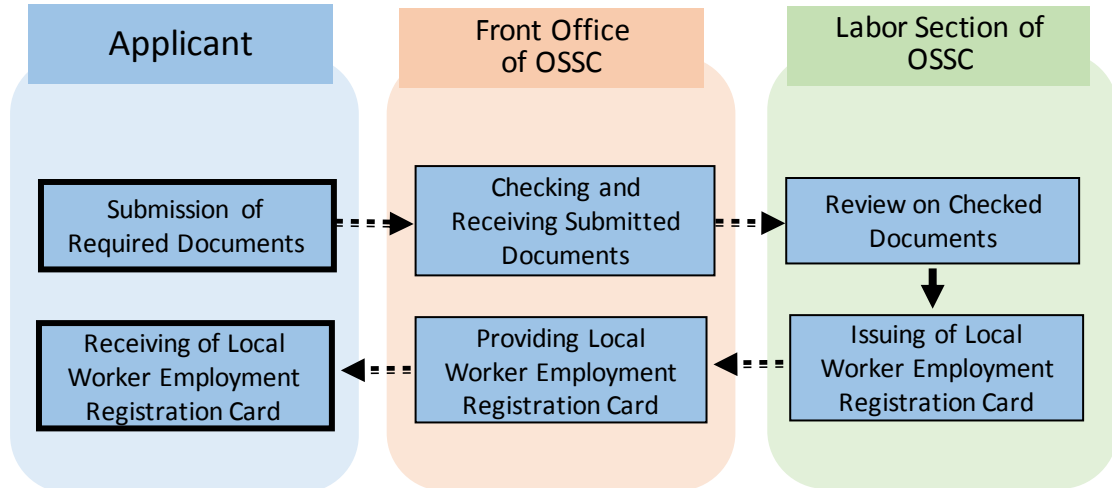 Applicant
Front Office
of OSSC
Labor Section of
OSSC
Submission of
Required Documents
Checking and
Receiving Submitted
Documents
Review on Checked
Documents
Receiving of Local
Worker Employment
Registration Card
Providing Local
Worker Employment
Registration Card
Issuing of Local
Worker Employment
Registration Card